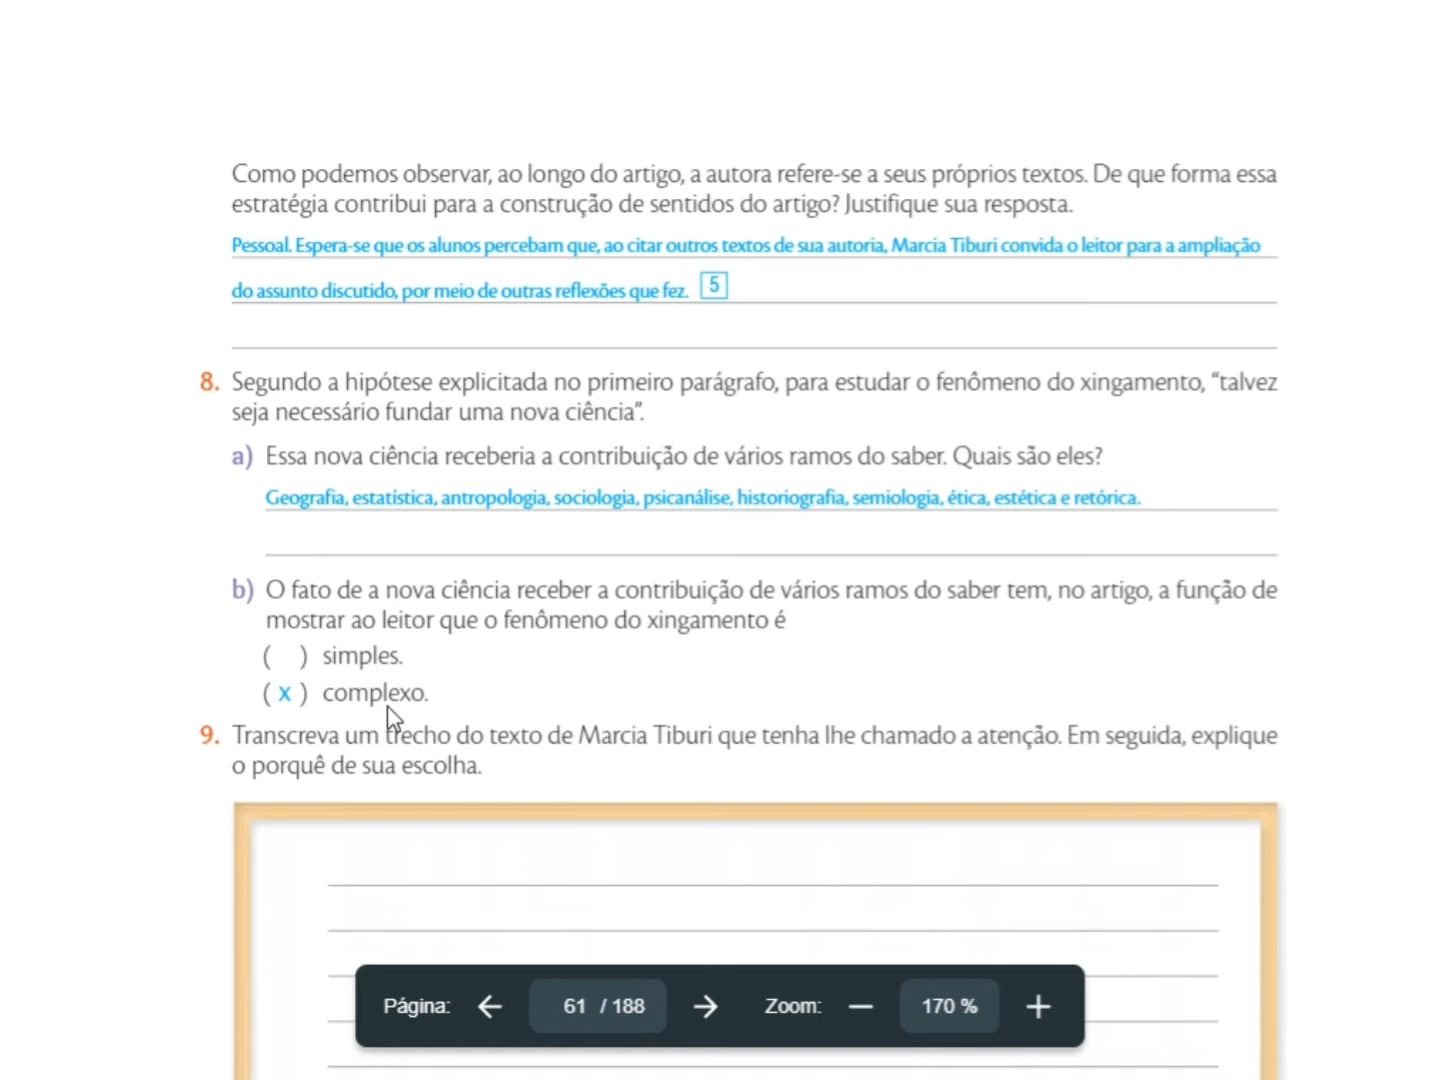 Como podemos observar, ao longo do artigo, a autora refere-se a seus próprios textos. De que forma essa
estratégia contribui para a construção de sentidos do artigo? Justifique sua resposta.
Pessoal. Espera-se que os alunos percebam que, ao citar outros textos de sua autoria, Marcia Tiburi convida o leitor para a ampliação
do assunto discutido, por meio de outras reflexões que fez. 5
8. Segundo a hipótese explicitada no primeiro parágrafo, para estudar o fenômeno do xingamento, “talvez
seja necessário fundar uma nova ciência”.
a) Essa nova ciência receberia a contribuição de vários ramos do saber. Quais são eles?
Geografia, estatística, antropologia, sociologia, psicanálise, historiografia, semiologia, ética, estética e retórica.
b) O fato de a nova ciência receber a contribuição de vários ramos do saber tem, no artigo, a função de
mostrar ao leitor que o fenômeno do xingamento é
( ) simples.
( x ) complexo.
9. Transcreva um trecho do texto de Marcia Tiburi que tenha lhe chamado a atenção. Em seguida, explique
o porquê de sua escolha.
Página: 61 / 188 Zoom: 170 %